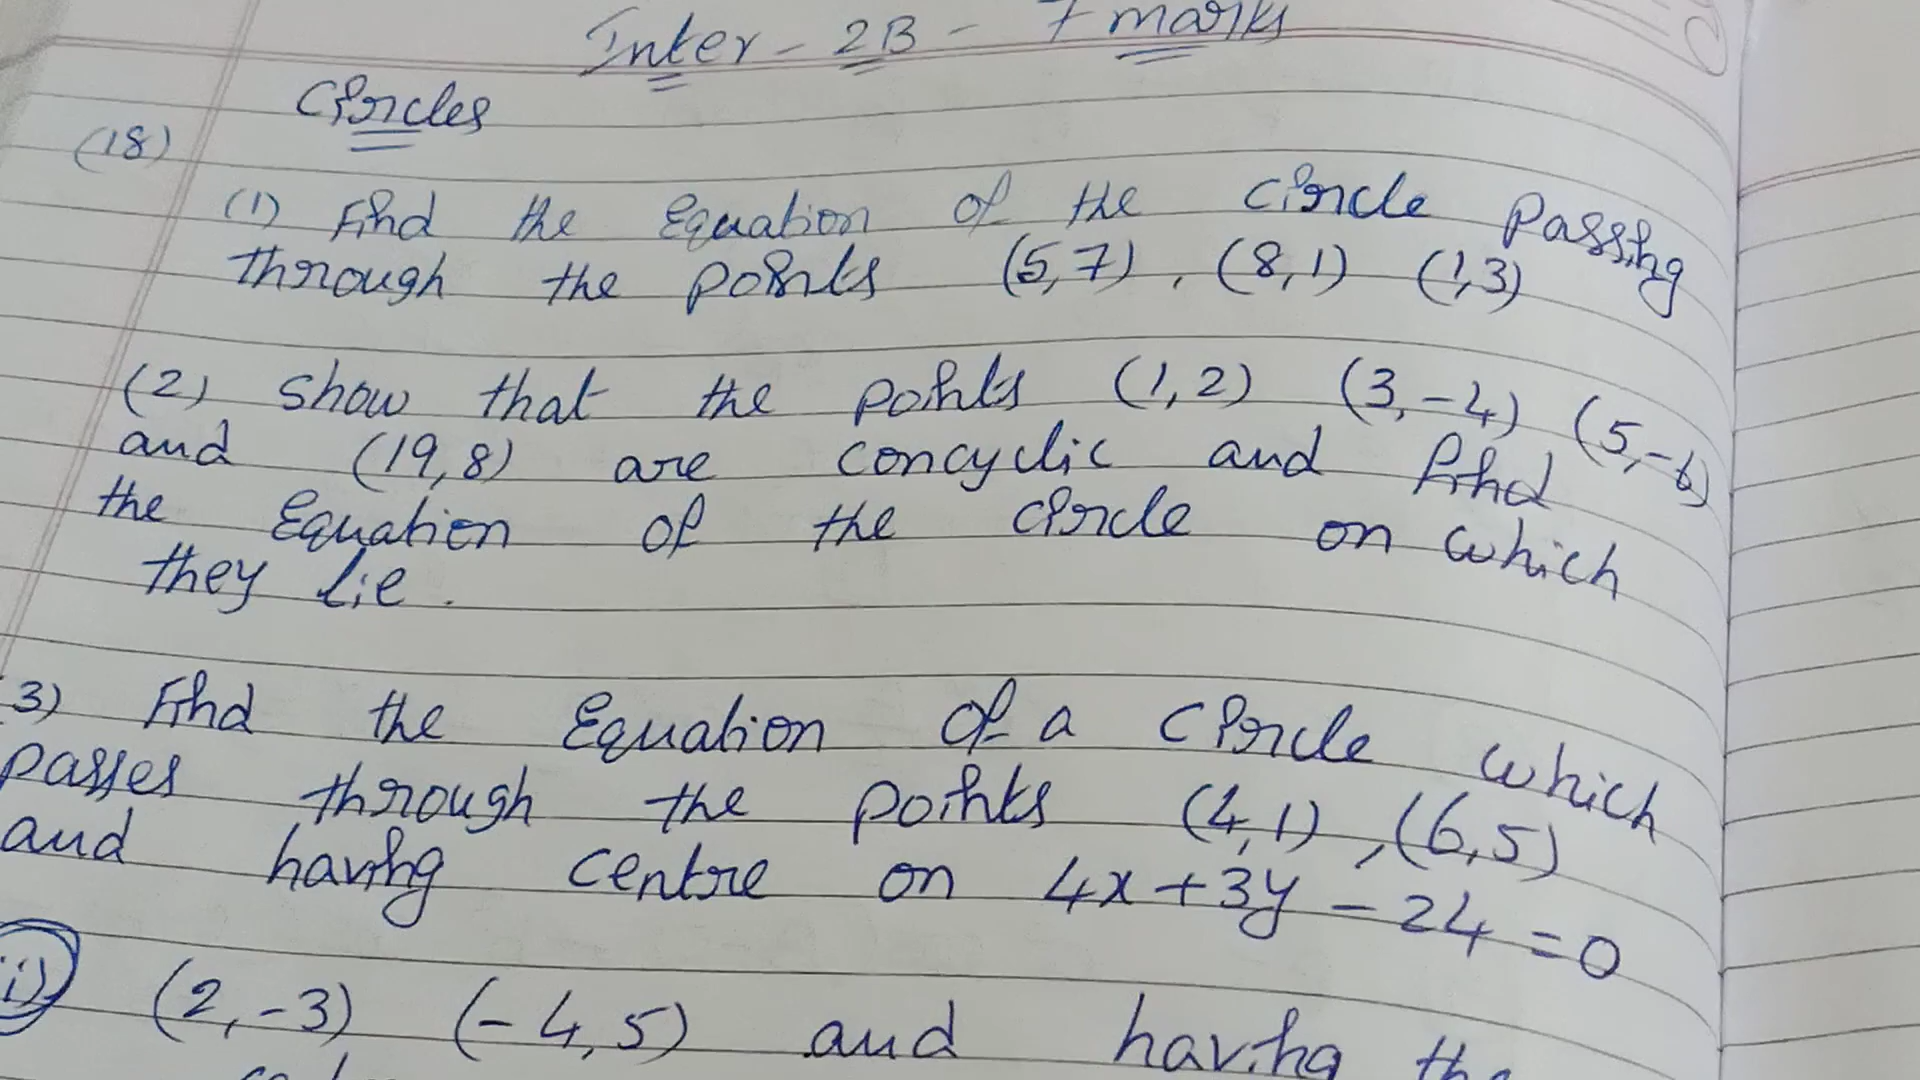 Inter - 2B - 7 marks
Circles
(18)
(1) Find the Equation of the circle passing
through the points (5,7), (8,1) (1,3)
(2) show that the points (1,2) (3,-4) (5,-6)
and (19,8) are concyclic and find
the Equation of the circle on which
they lie.
3) Find the Equation of a circle which
passes through the points (4,1), (6,5)
and having centre on 4x+3y-24=0
ii) (2,-3) (-4,5) and having the